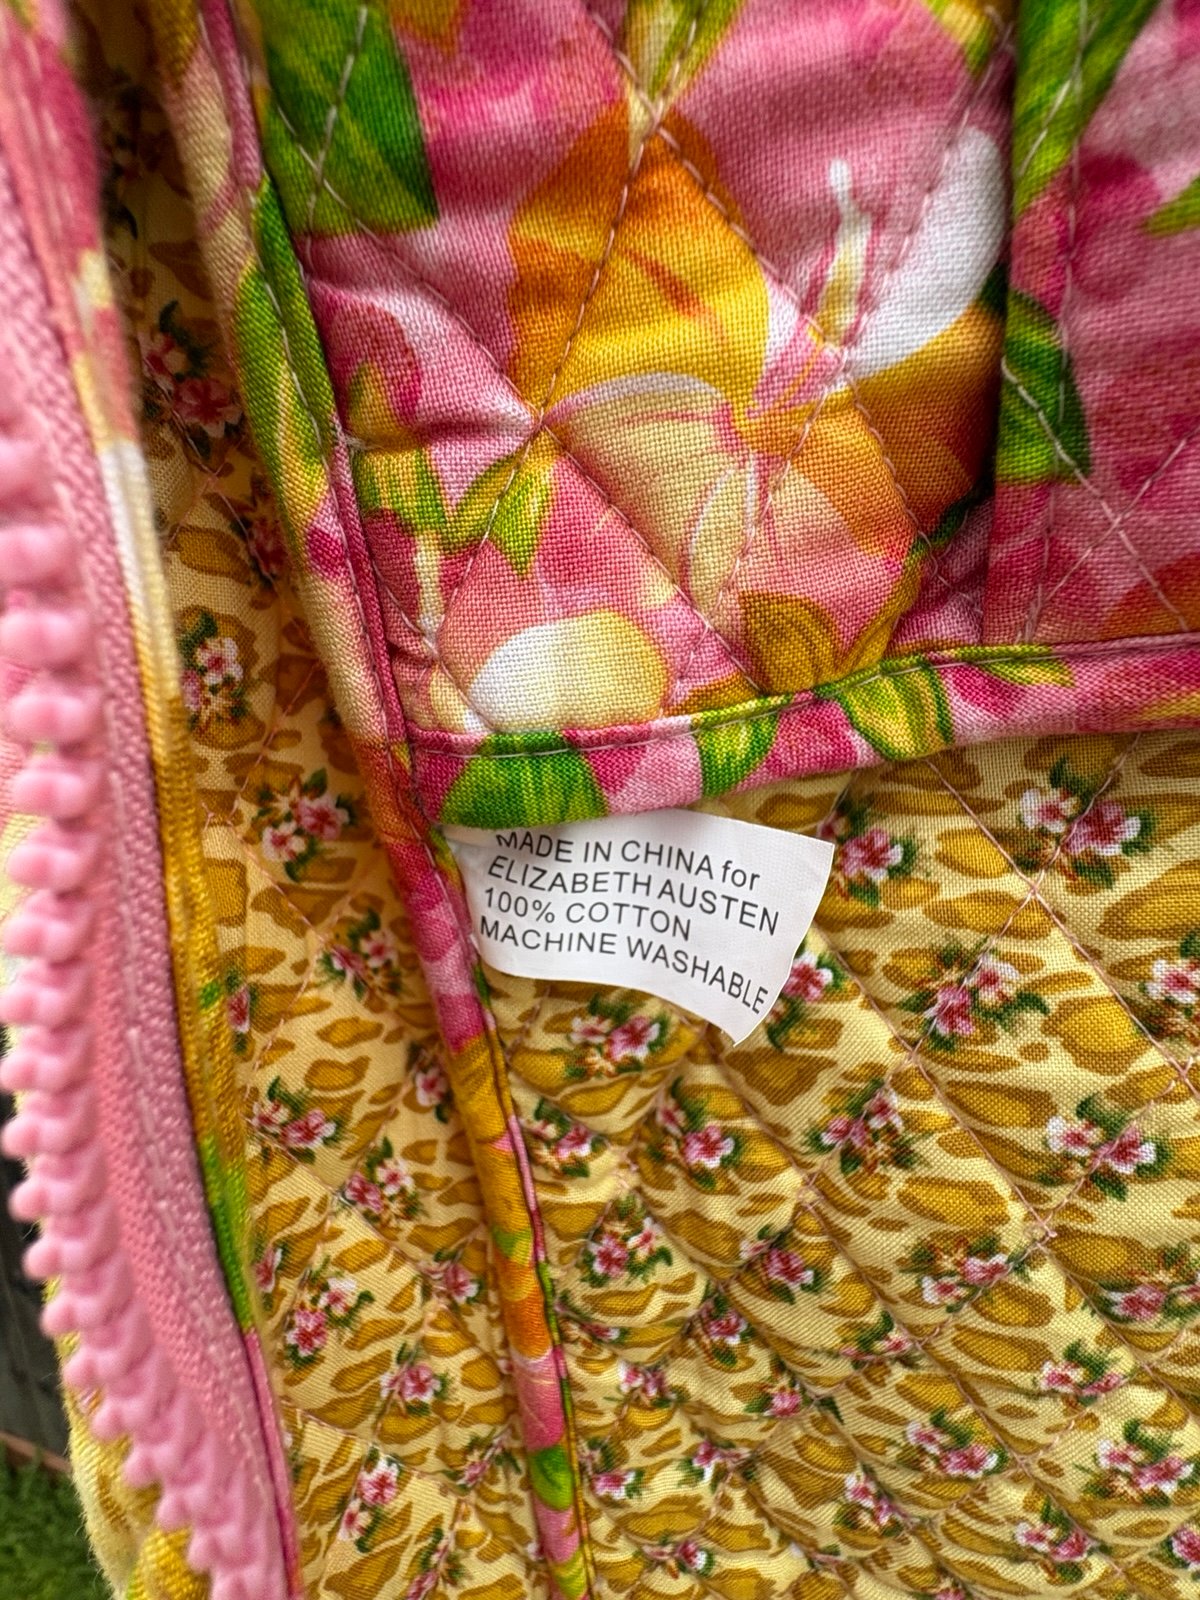 MADE IN CHINA for
ELIZABETH AUSTEN
100% COTTON
MACHINE WASHABLE